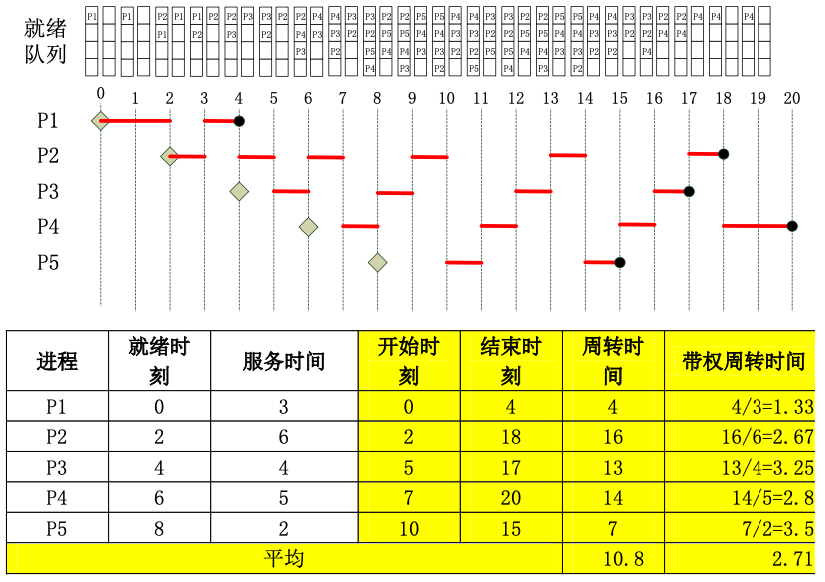 就绪
队列
P1 P1 P2 P1 P1 P2 P2 P3 P3 P2 P2 P4 P4 P3 P3 P2 P2 P5 P5 P4 P4 P3 P3 P2 P2 P5 P5 P4 P4 P3 P3 P2 P2 P4 P4 P4
P1 P2 P3 P2 P4 P3 P3 P2 P2 P5 P5 P4 P4 P3 P3 P2 P2 P5 P5 P4 P4 P3 P3 P2 P2 P4 P4
P3 P2 P5 P4 P4 P3 P3 P2 P2 P5 P5 P4 P4 P3 P3 P2 P2 P4
P4 P3 P2 P5 P4 P3
0 1 2 3 4 5 6 7 8 9 10 11 12 13 14 15 16 17 18 19 20
P1
P2
P3
P4
P5
进程 就绪时刻 服务时间 开始时刻 结束时刻 周转时间 带权周转时间
P1 0 3 0 4 4 4/3=1.33
P2 2 6 2 18 16 16/6=2.67
P3 4 4 5 17 13 13/4=3.25
P4 6 5 7 20 14 14/5=2.8
P5 8 2 10 15 7 7/2=3.5
平均 10.8 2.71